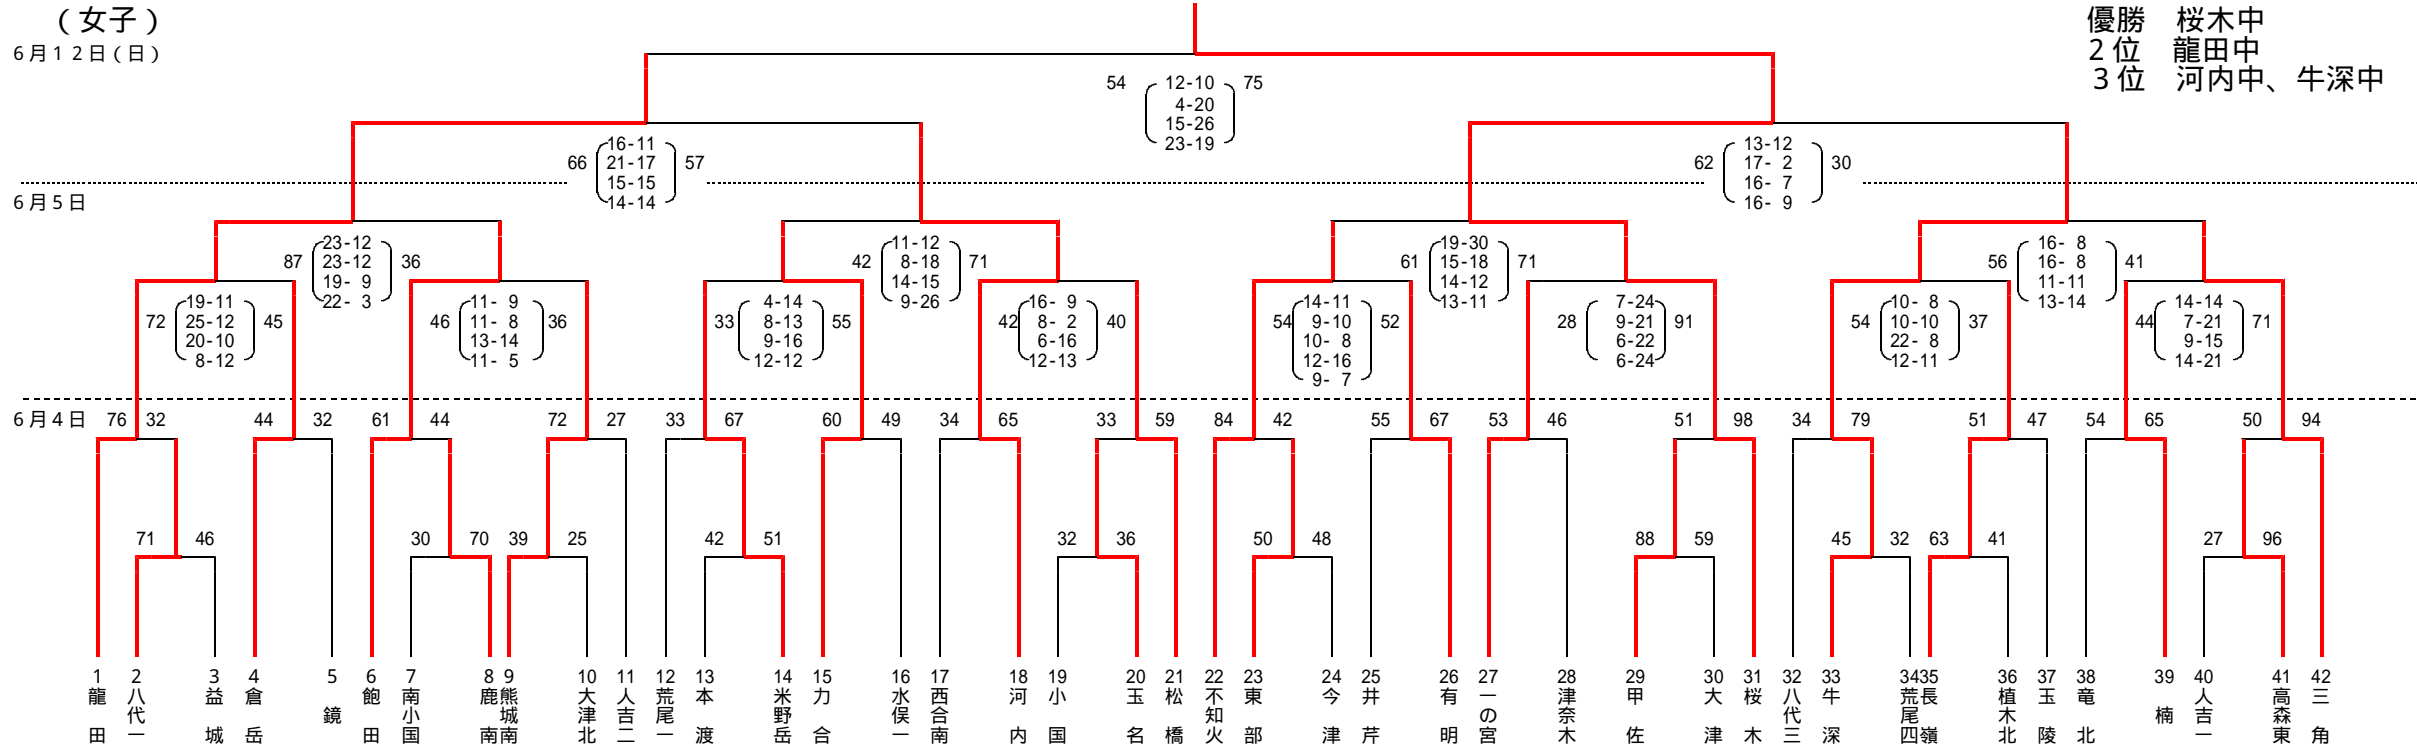 （女子）
優勝　桜木中
２位　龍田中
３位　河内中、牛深中
６月１２日（日）
54 12-10 75
4-20
15-26
23-19
66 16-11 57
21-17
15-15
14-14
62 13-12 30
17- 2
16- 7
16- 9
６月５日
87 23-12 36
23-12
19- 9
22- 3
42 11-12 71
8-18
14-15
9-26
61 19-30 71
15-18
14-12
13-11
56 16- 8 41
16- 8
11-11
13-14
72 19-11 45
25-12
20-10
8-12
46 11- 9 36
11- 8
13-14
11- 5
33 4-14 55
8-13
9-16
12-12
42 16- 9 40
8- 2
6-16
12-13
54 14-11 52
9-10
10- 8
12-16
9- 7
28 7-24 91
9-21
6-22
6-24
54 10- 8 37
10-10
22- 8
12-11
44 14-14 71
7-21
9-15
14-21
６月４日 76 32 44 32 61 44 72 27 33 67 60 49 34 65 33 59 84 42 55 67 53 46 51 98 34 79 51 47 54 65 50 94
71 46 30 70 39 25 42 51 32 36 50 48 88 59 45 32 63 41 27 96
1 龍田
2 八代一
3 益城
4 倉岳
5 鏡
6 飽田
7 南小国
8 鹿南
9 熊城南
10 大津北
11 人吉二
12 荒尾一
13 本渡
14 米野岳
15 力合
16 水俣一
17 西合南
18 河内
19 小国
20 玉名
21 松橋
22 不知火
23 東部
24 今津
25 井芹
26 有明
27 一の宮
28 津奈木
29 甲佐
30 大津
31 桜木
32 八代三
33 牛深
34 荒尾四
35 長嶺
36 植木北
37 玉陵
38 竜北
39 楠
40 人吉一
41 高森東
42 三角